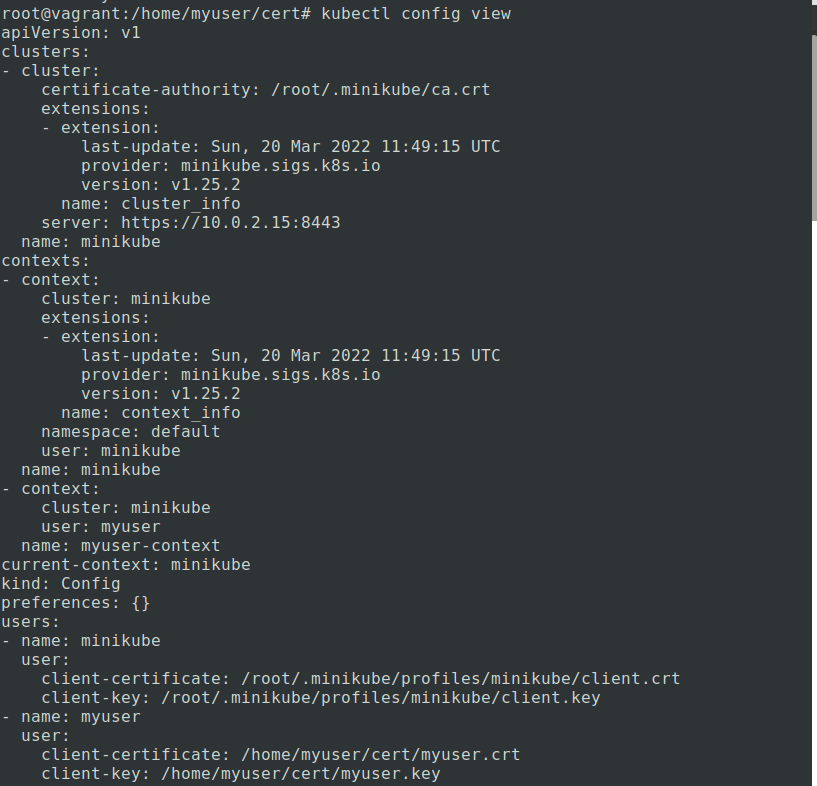 root@vagrant:/home/myuser/cert# kubectl config view
apiVersion: v1
clusters:
- cluster:
    certificate-authority: /root/.minikube/ca.crt
    extensions:
    - extension:
        last-update: Sun, 20 Mar 2022 11:49:15 UTC
        provider: minikube.sigs.k8s.io
        version: v1.25.2
      name: cluster_info
    server: https://10.0.2.15:8443
  name: minikube
contexts:
- context:
    cluster: minikube
    extensions:
    - extension:
        last-update: Sun, 20 Mar 2022 11:49:15 UTC
        provider: minikube.sigs.k8s.io
        version: v1.25.2
      name: context_info
    namespace: default
    user: minikube
  name: minikube
- context:
    cluster: minikube
    user: myuser
  name: myuser-context
current-context: minikube
kind: Config
preferences: {}
users:
- name: minikube
  user:
    client-certificate: /root/.minikube/profiles/minikube/client.crt
    client-key: /root/.minikube/profiles/minikube/client.key
- name: myuser
  user:
    client-certificate: /home/myuser/cert/myuser.crt
    client-key: /home/myuser/cert/myuser.key